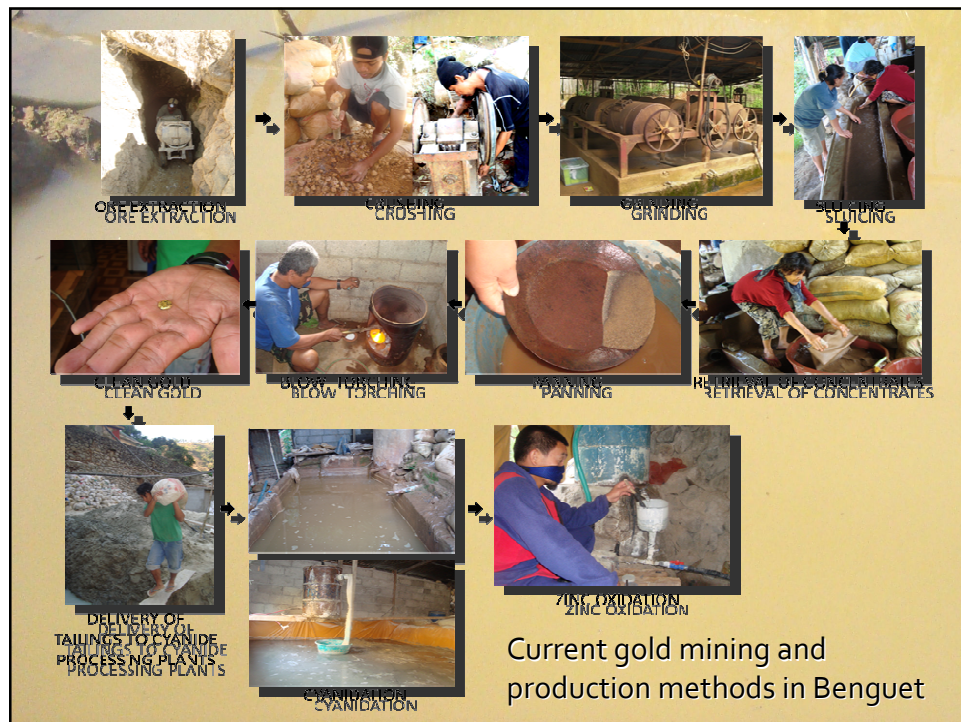 ORE EXTRACTION
CRUSHING
GRINDING
SLUICING
CLEAN GOLD
BLOW TORCHING
PANNING
RETRIEVAL OF CONCENTRATES
DELIVERY OF
TAILINGS TO CYANIDE
PROCESSING PLANTS
CYANIDATION
ZINC OXIDATION
Current gold mining and
production methods in Benguet